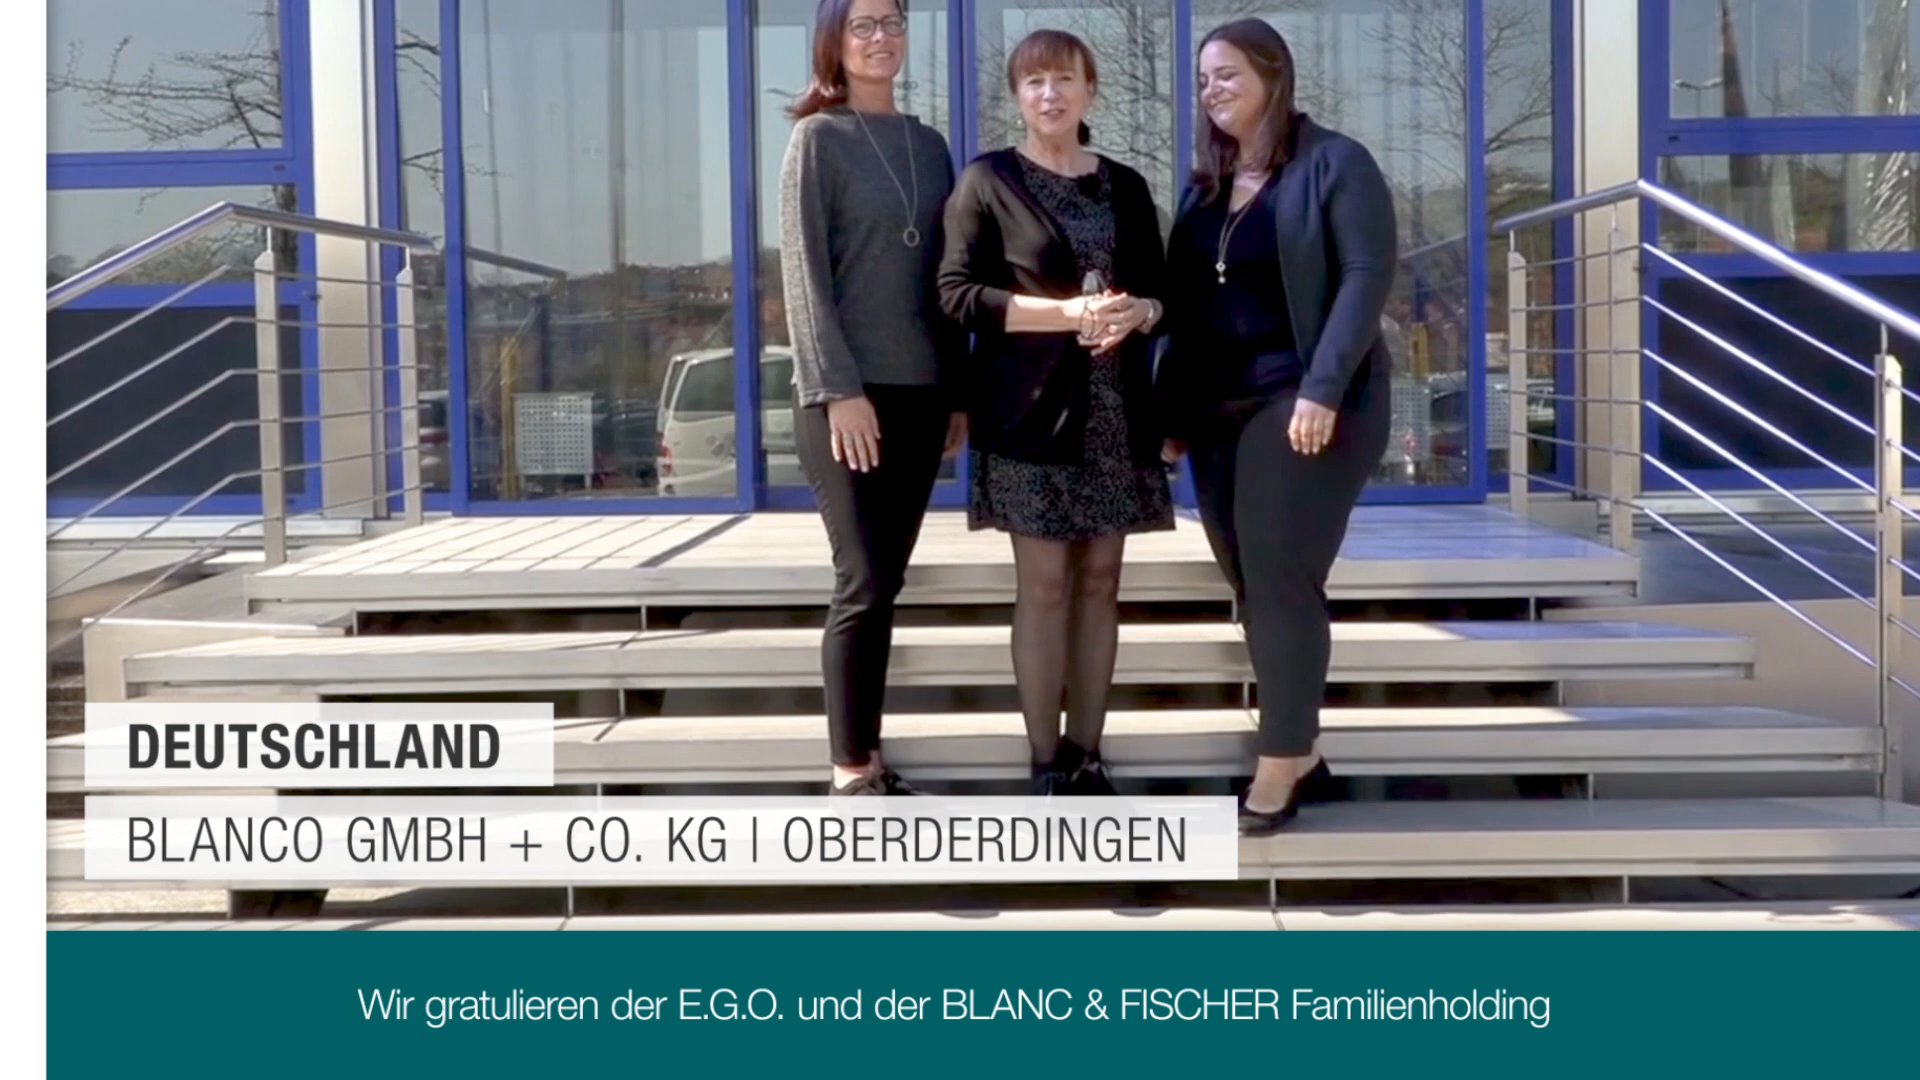 DEUTSCHLAND
BLANCO GMBH + CO. KG | OBERDERDINGEN
Wir gratulieren der E.G.O. und der BLANC & FISCHER Familienholding